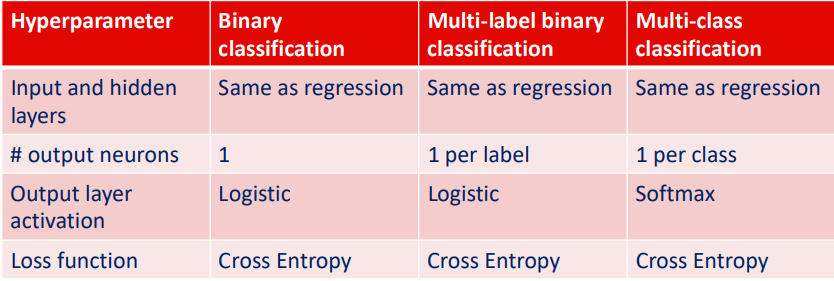 Hyperparameter
Binary
classification
Multi-label binary
classification
Multi-class
classification
Input and hidden
layers
Same as regression
Same as regression
Same as regression
# output neurons
1
1 per label
1 per class
Output layer
activation
Logistic
Logistic
Softmax
Loss function
Cross Entropy
Cross Entropy
Cross Entropy